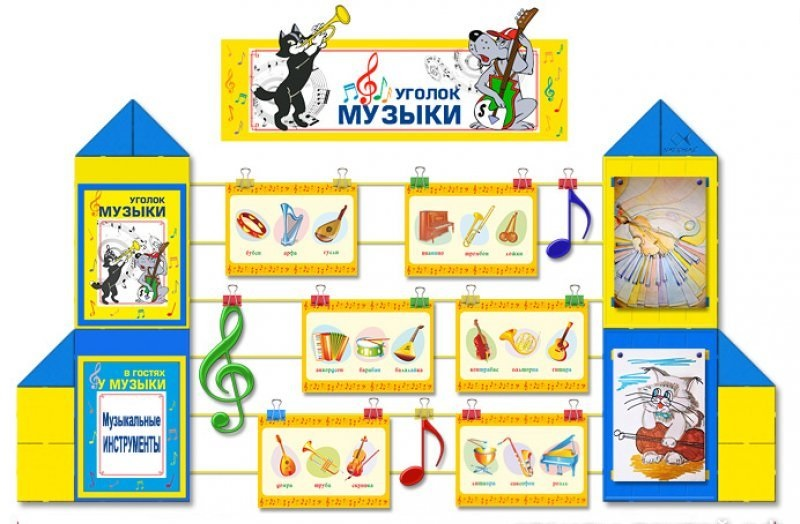 УГОЛОК
МУЗЫКИ
УГОЛОК
МУЗЫКИ
бубен арфа гусли
пианино тромбон ложки
аккордеон барабан балалайка
контрабас валторна гитара
В ГОСТЯХ
У МУЗЫКИ
Музыкальные
ИНСТРУМЕНТЫ
домра труба скрипка
литавра саксофон рояль